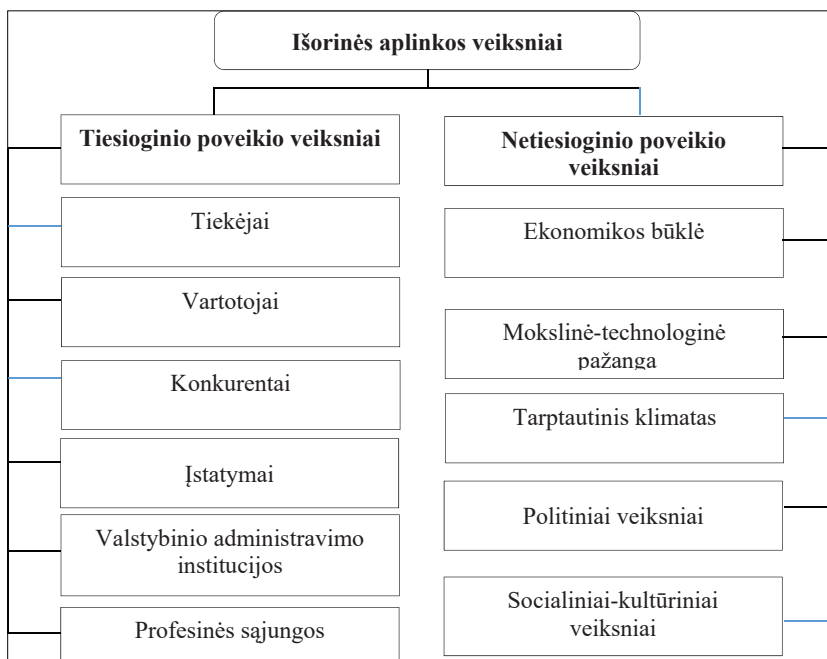 Išorinės aplinkos veiksniai
Tiesioginio poveikio veiksniai
Tiekėjai
Vartotojai
Konkurentai
Įstatymai
Valstybinio administravimo
institucijos
Profesinės sąjungos
Netiesioginio poveikio
veiksniai
Ekonomikos būklė
Mokslinė-technologinė
pažanga
Tarptautinis klimatas
Politiniai veiksniai
Socialiniai-kultūriniai
veiksniai